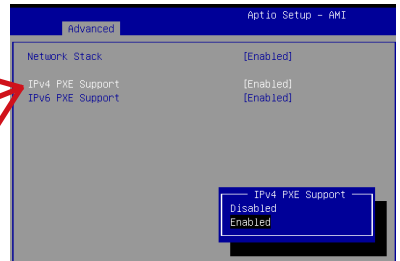 Aptio Setup – AMI
Advanced
Network Stack [Enabled]
IPv4 PXE Support [Enabled]
IPv6 PXE Support [Enabled]
IPv4 PXE Support
Disabled
Enabled